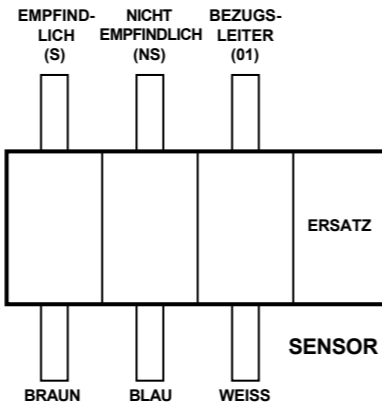 EMPFIND-
LICH
(S)
NICHT
EMPFINDLICH
(NS)
BEZUGS-
LEITER
(01)
ERSATZ
SENSOR
BRAUN
BLAU
WEISS